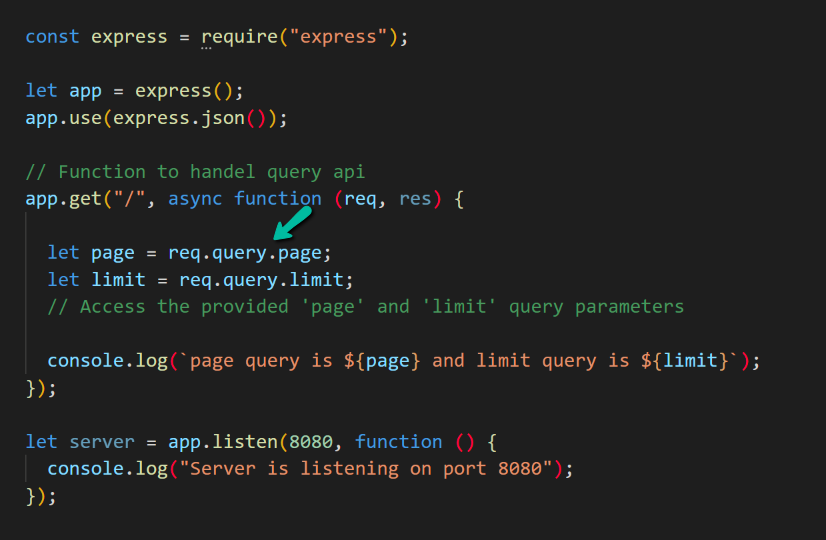 const express = require("express");
let app = express();
app.use(express.json());
// Function to handel query api
app.get("/", async function (req, res) {
let page = req.query.page;
let limit = req.query.limit;
// Access the provided 'page' and 'limit' query parameters
console.log(`page query is ${page} and limit query is ${limit}`);
});
let server = app.listen(8080, function () {
console.log("Server is listening on port 8080");
});